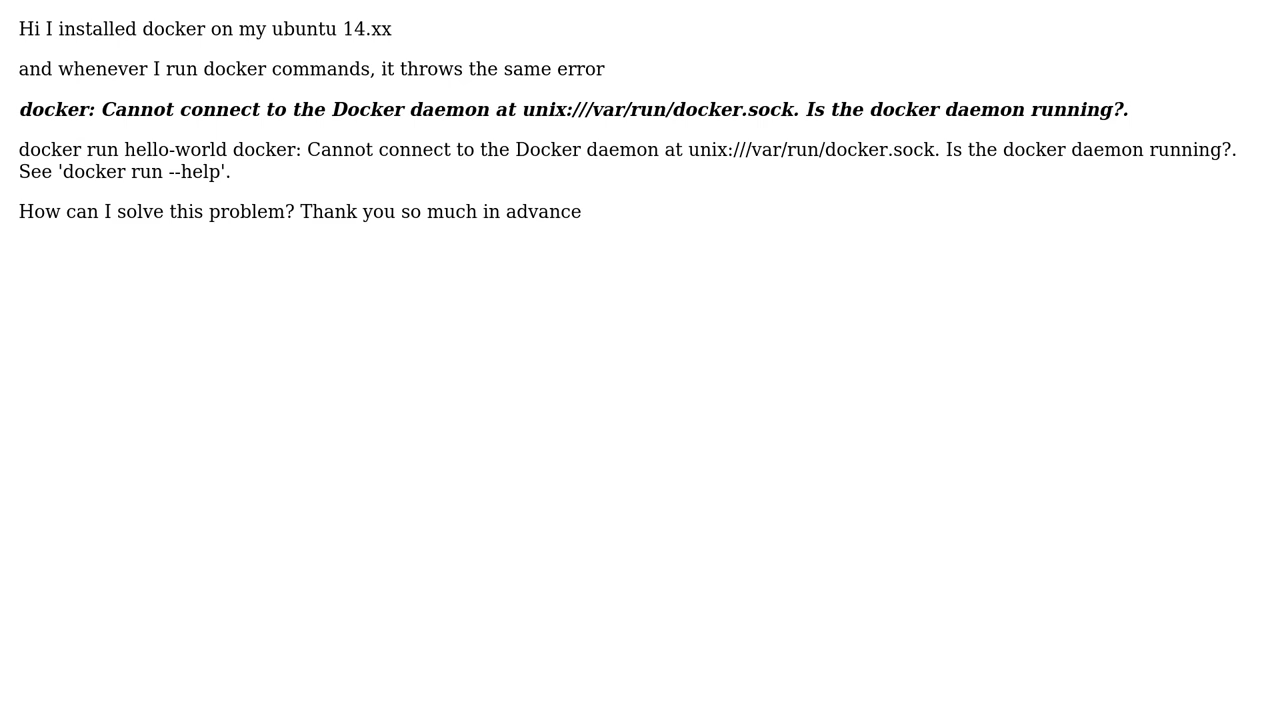 Hi I installed docker on my ubuntu 14.xx
and whenever I run docker commands, it throws the same error
docker: Cannot connect to the Docker daemon at unix:///var/run/docker.sock. Is the docker daemon running?.
docker run hello-world docker: Cannot connect to the Docker daemon at unix:///var/run/docker.sock. Is the docker daemon running?.
See 'docker run --help'.
How can I solve this problem? Thank you so much in advance